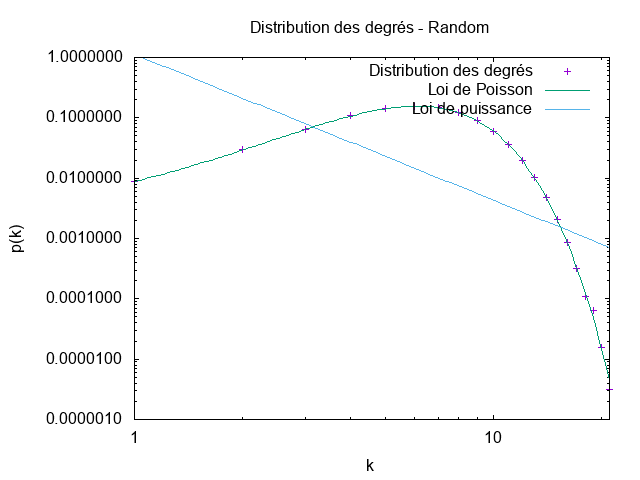 Distribution des degrés - Random
1.0000000
0.1000000
0.0100000
0.0010000
0.0001000
0.0000100
0.0000010
p(k)
Distribution des degrés
Loi de Poisson
Loi de puissance
1
10
k